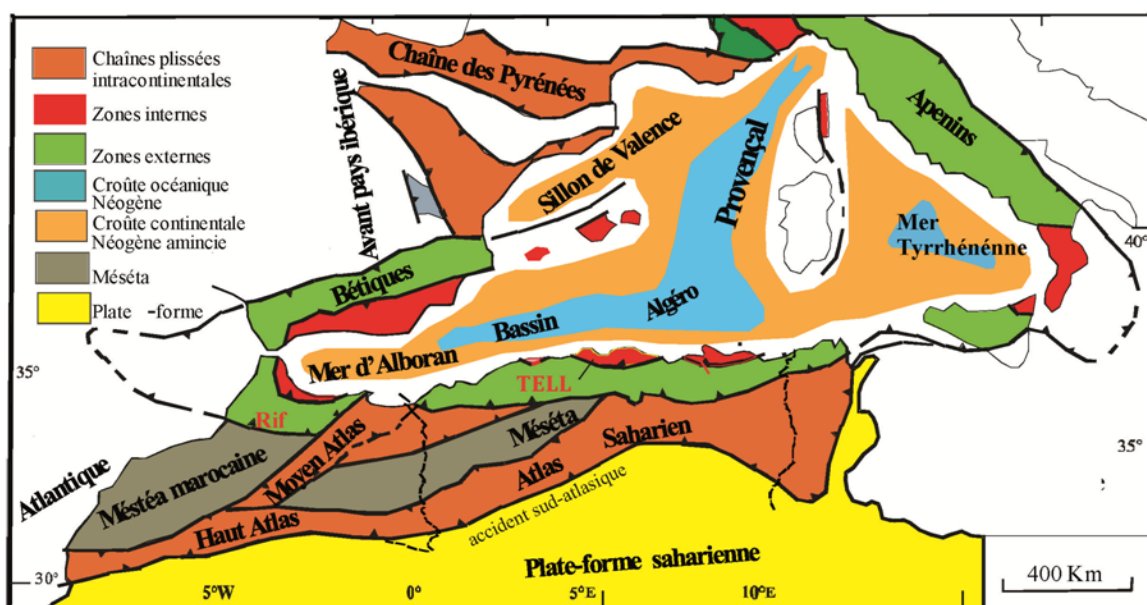 Chaînes plissées
intracontinentales
Zones internes
Zones externes
Croûte océanique
Néogène
Croûte continentale
Néogène amincie
Méséta
Plate -forme
Chaîne des Pyrénées
Avant pays ibérique
Sillon de Valence
Provençal
Apenins
Mer
Tyrrhénénne
40°
Bétiques
Algéro
Bassin
Mer d'Alboran
35°
TELL
Rif
Méséta
Saharien
35°
Moyen Atlas
Atlantique
Méstéa marocaine
Atlas
accident sud-atlasique
e
Haut Atlas
Plate-forme saharienne
30°
5°W
0°
5°E
10°E
400 Km